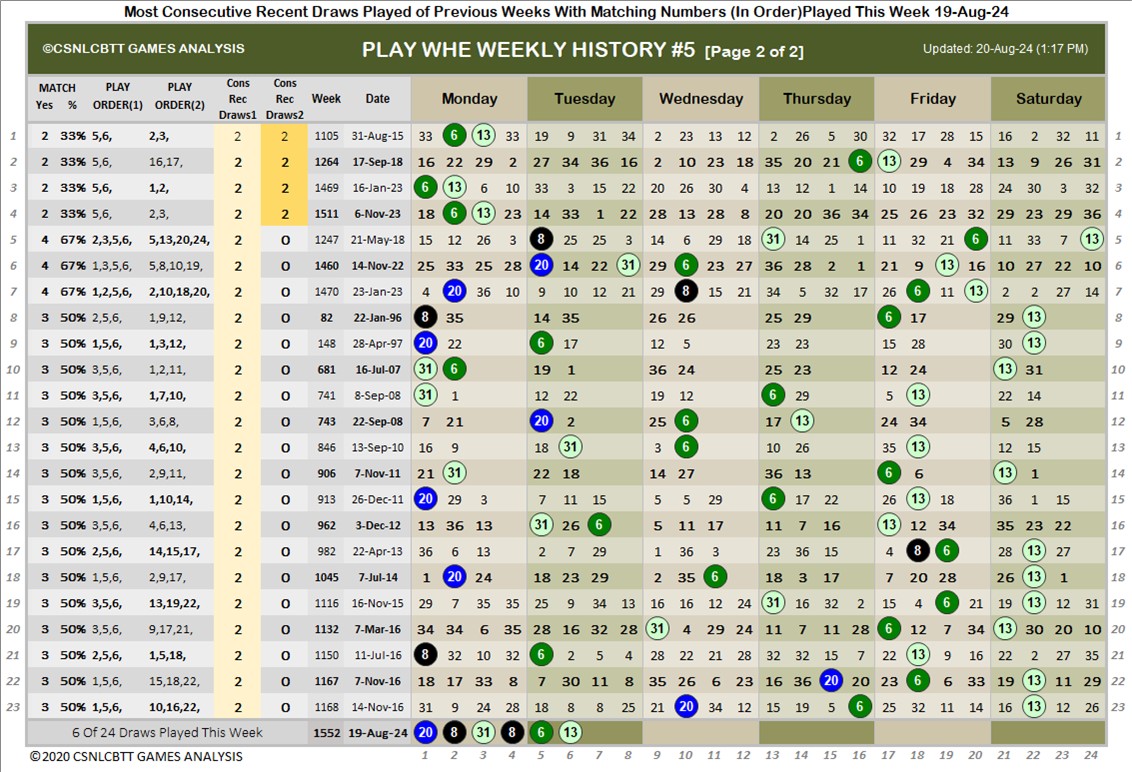 Most Consecutive Recent Draws Played of Previous Weeks With Matching Numbers (In Order)Played This Week 19-Aug-24
©CSNLCBTT GAMES ANALYSIS PLAY WHE WEEKLY HISTORY #5 [Page 2 of 2] Updated: 20-Aug-24 (1:17 PM)
MATCH Yes % PLAY ORDER(1) PLAY ORDER(2) Cons Rec Draws1 Cons Rec Draws2 Week Date Monday Tuesday Wednesday Thursday Friday Saturday
1 2 33% 5,6, 2,3, 2 2 1105 31-Aug-15 33 6 13 33 19 9 31 34 2 23 13 12 2 26 5 30 32 17 28 15 16 2 32 11 1
2 2 33% 5,6, 16,17, 2 2 1264 17-Sep-18 16 22 29 2 27 34 36 16 2 10 23 18 35 20 21 16 13 29 4 34 13 9 26 31 2
3 2 33% 5,6, 1,2, 2 2 1469 16-Jan-23 6 13 6 10 33 3 15 22 20 26 30 4 13 12 1 14 10 19 18 28 24 30 3 32 3
4 2 33% 5,6, 2,3, 2 2 1511 6-Nov-23 18 6 13 23 14 33 1 22 28 13 28 8 20 20 36 34 25 26 23 32 29 23 29 36 4
5 4 67% 2,3,5,6, 5,13,20,24, 2 0 1247 21-May-18 15 12 26 3 8 25 25 3 14 6 29 18 31 14 25 1 11 32 21 6 11 33 7 13 5
6 4 67% 1,3,5,6, 5,8,10,19, 2 0 1460 14-Nov-22 25 33 25 28 20 14 22 31 29 6 23 27 36 28 2 1 21 9 13 16 10 27 22 10 6
7 4 67% 1,2,5,6, 2,10,18,20, 2 0 1470 23-Jan-23 4 20 36 10 9 10 12 21 29 8 15 21 34 5 32 17 26 6 11 13 2 2 27 14 7
8 3 50% 2,5,6, 1,9,12, 2 0 82 22-Jan-96 8 35 14 35 26 26 25 29 6 17 29 13 8
9 3 50% 1,5,6, 1,3,12, 2 0 148 28-Apr-97 20 22 6 17 12 5 23 23 15 28 30 13 9
10 3 50% 3,5,6, 1,2,11, 2 0 681 16-Jul-07 31 6 19 1 36 24 25 23 12 24 13 31 10
11 3 50% 3,5,6, 1,7,10, 2 0 741 8-Sep-08 31 1 12 22 19 12 6 29 5 13 22 14 11
12 3 50% 1,5,6, 3,6,8, 2 0 743 22-Sep-08 7 21 20 2 25 6 17 13 24 34 5 28 12
13 3 50% 3,5,6, 4,6,10, 2 0 846 13-Sep-10 16 9 18 31 3 6 10 26 35 13 12 15 13
14 3 50% 3,5,6, 2,9,11, 2 0 906 7-Nov-11 21 31 22 18 14 27 36 13 6 6 13 1 14
15 3 50% 1,5,6, 1,10,14, 2 0 913 26-Dec-11 20 29 3 7 11 15 5 5 29 6 17 22 26 13 18 36 1 15 15
16 3 50% 3,5,6, 4,6,13, 2 0 962 3-Dec-12 13 36 13 31 26 6 5 11 17 11 7 16 13 12 34 35 23 22 16
17 3 50% 2,5,6, 14,15,17, 2 0 982 22-Apr-13 36 6 13 2 7 29 1 36 3 23 36 15 4 8 6 28 13 27 17
18 3 50% 1,5,6, 2,9,17, 2 0 1045 7-Jul-14 1 20 24 18 23 29 2 35 6 18 3 17 7 20 28 26 13 1 18
19 3 50% 3,5,6, 13,19,22, 2 0 1116 16-Nov-15 29 7 35 35 25 9 34 13 16 16 12 24 31 16 32 2 15 4 6 21 19 13 12 31 19
20 3 50% 3,5,6, 9,17,21, 2 0 1132 7-Mar-16 34 34 6 35 28 16 32 28 31 4 29 24 11 7 11 28 6 12 7 34 13 30 20 10 20
21 3 50% 2,5,6, 1,5,18, 2 0 1150 11-Jul-16 8 32 10 32 6 2 5 4 28 22 21 28 32 32 15 7 22 13 9 16 22 2 27 35 21
22 3 50% 1,5,6, 15,18,22, 2 0 1167 7-Nov-16 18 17 33 8 7 30 11 8 35 26 6 23 16 36 20 20 23 6 6 33 19 13 11 29 22
23 3 50% 1,5,6, 10,16,22, 2 0 1168 14-Nov-16 31 9 24 28 18 8 8 25 21 20 34 12 15 19 5 6 25 32 11 14 16 13 12 26 23
6 Of 24 Draws Played This Week 1552 19-Aug-24 20 8 31 8 6 13
©2020 CSNLCBTT GAMES ANALYSIS 1 2 3 4 5 6 7 8 9 10 11 12 13 14 15 16 17 18 19 20 21 22 23 24